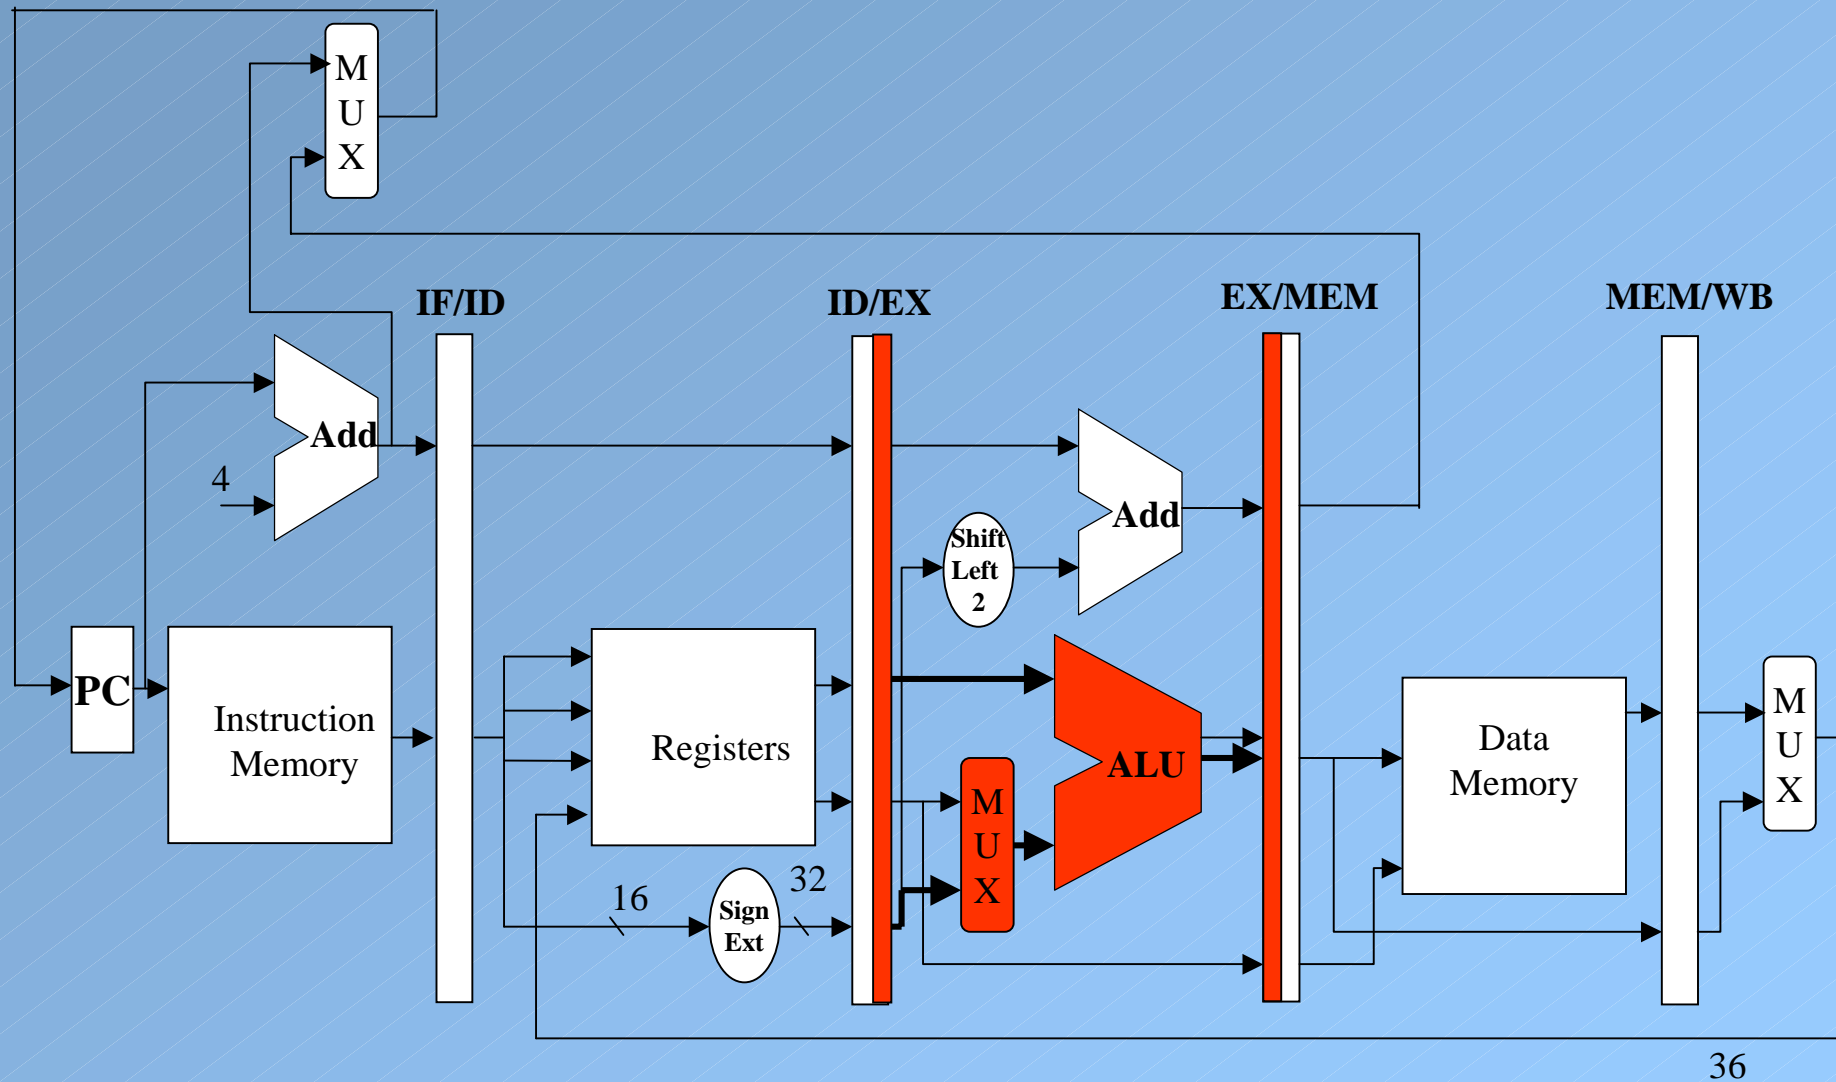 M
U
X
IF/ID
ID/EX
EX/MEM
MEM/WB
Add
4
Add
Shift
Left
2
PC
Instruction
Memory
Registers
M
U
X
ALU
Data
Memory
M
U
X
16
Sign
Ext
32
36